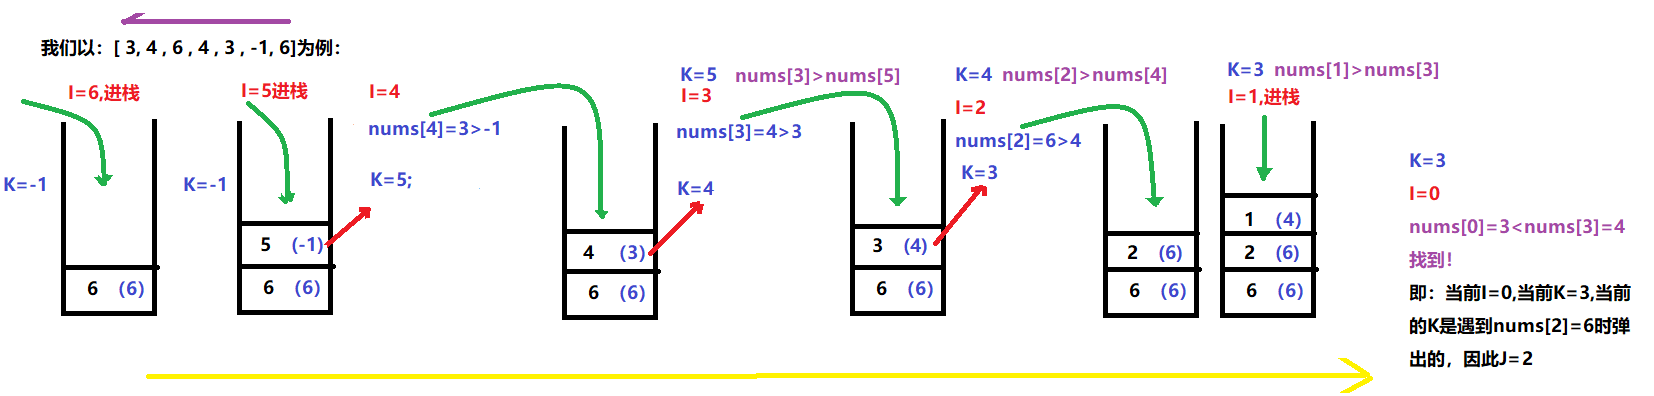 我们以：[ 3, 4 , 6 , 4 , 3 , -1, 6]为例：
I=6,进栈
K=-1
6 (6)
I=5进栈
K=-1
5 (-1)
6 (6)
I=4
nums[4]=3>-1
K=5;
4 (3)
6 (6)
K=5 nums[3]>nums[5]
I=3
nums[3]=4>3
K=4
3 (4)
6 (6)
K=4 nums[2]>nums[4]
I=2
nums[2]=6>4
K=3
2 (6)
6 (6)
K=3 nums[1]>nums[3]
I=1,进栈
1 (4)
2 (6)
6 (6)
K=3
I=0
nums[0]=3<nums[3]=4
找到！
即：当前I=0,当前K=3,当前
的K是遇到nums[2]=6时弹
出的，因此J=2